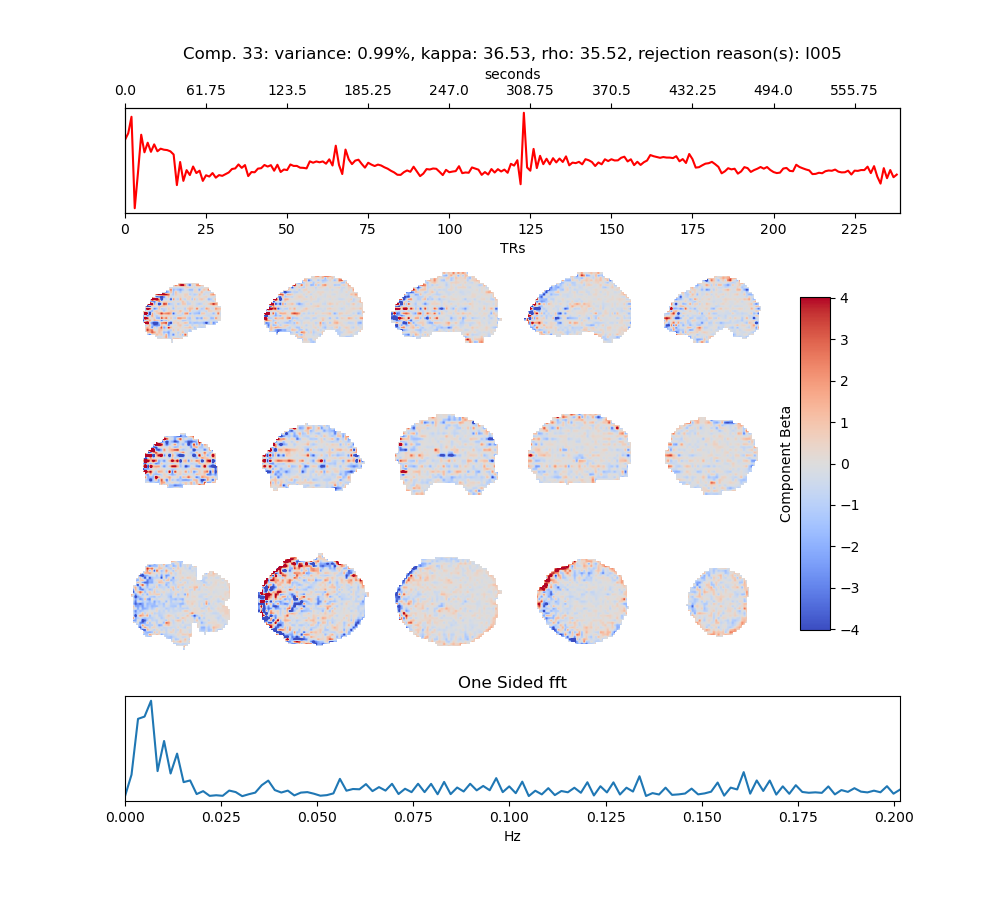 Comp. 33: variance: 0.99%, kappa: 36.53, rho: 35.52, rejection reason(s): I005
seconds
0.0 61.75 123.5 185.25 247.0 308.75 370.5 432.25 494.0 555.75
0 25 50 75 100 125 150 175 200 225
TRs
4
3
2
1
0
−1
−2
−3
−4
Component Beta
One Sided fft
0.000 0.025 0.050 0.075 0.100 0.125 0.150 0.175 0.200
Hz